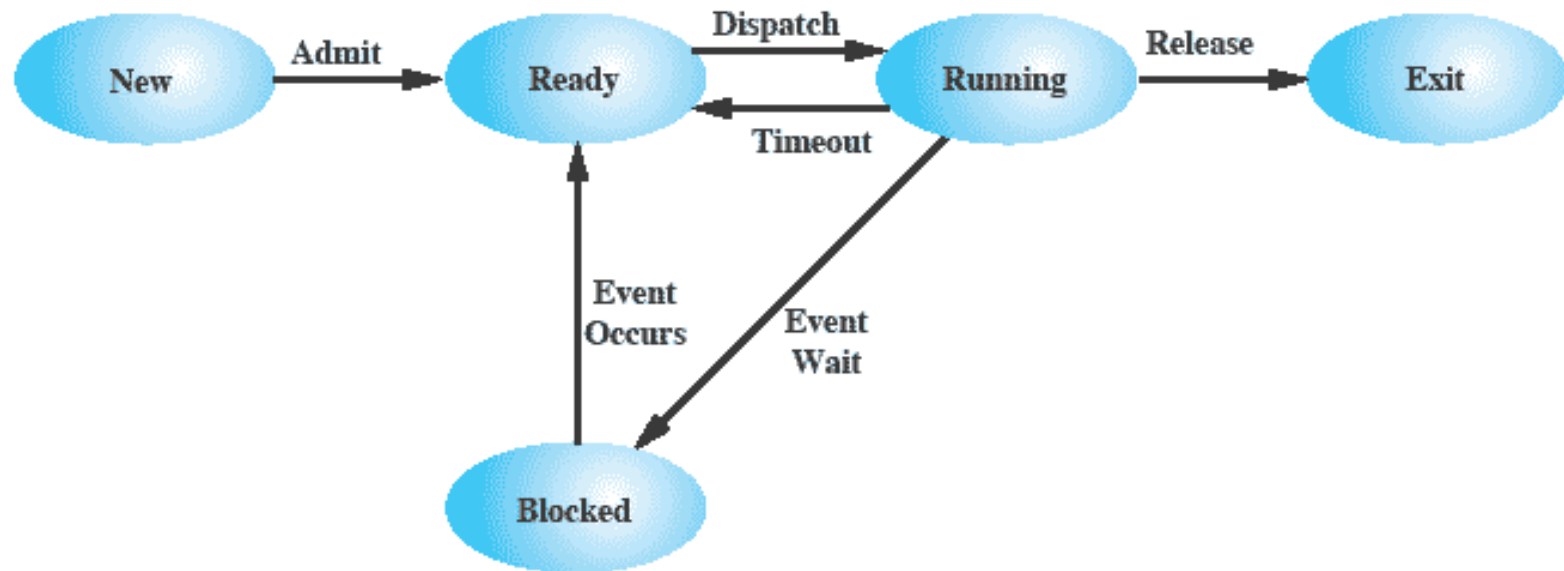 Dispatch
Admit
Release
New
Ready
Running
Exit
Timeout
Event
Occurs
Event
Wait
Blocked